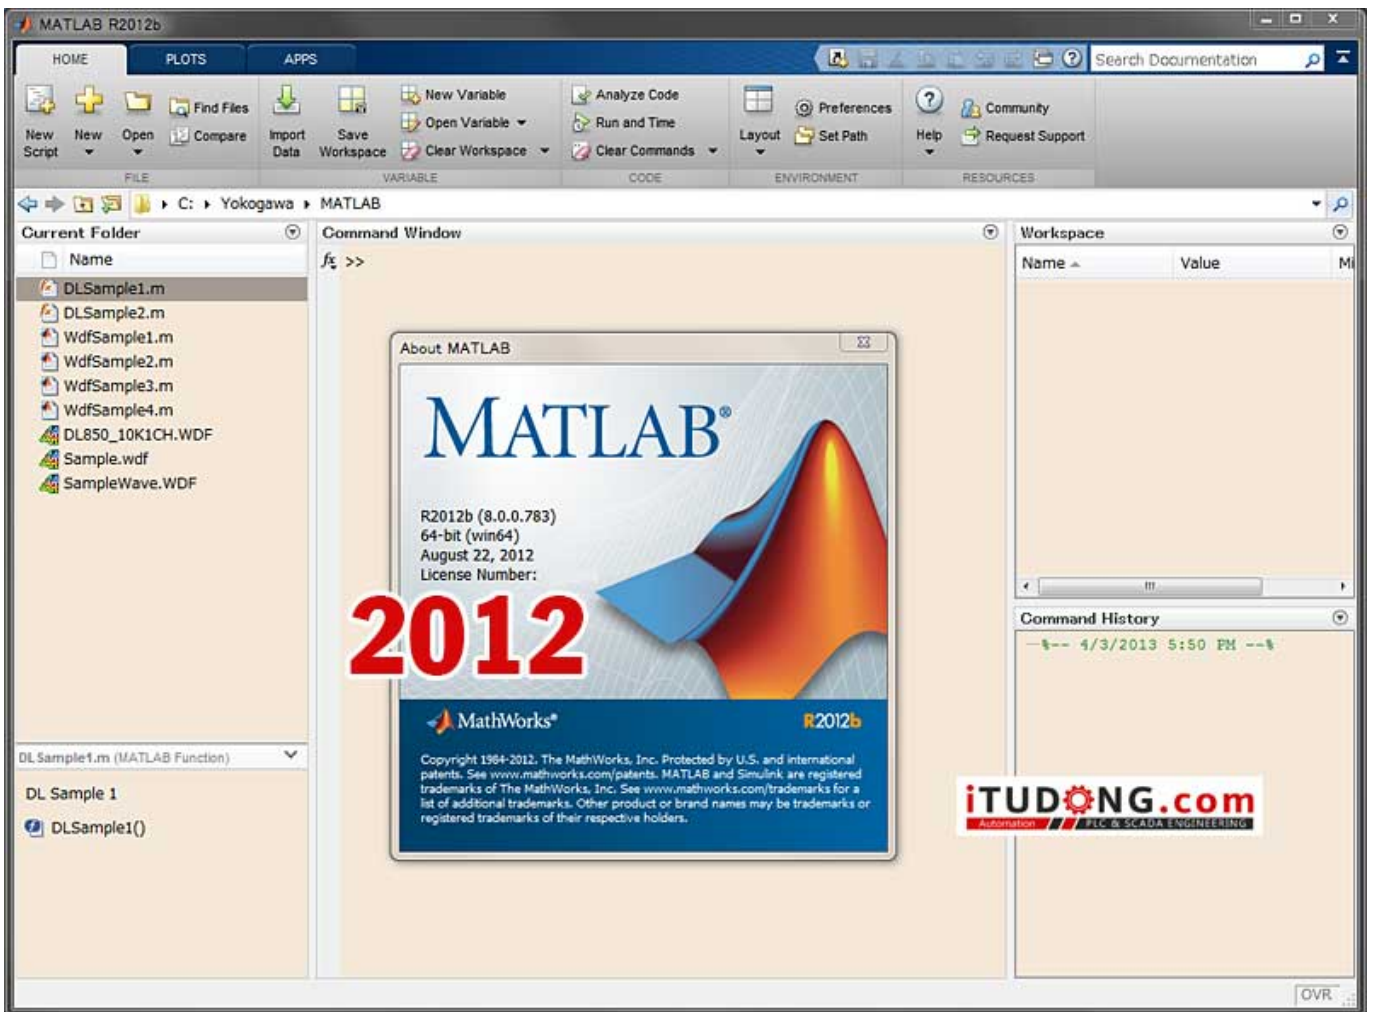 MATLAB R2012b
HOME PLOTS APPS
Search Documentation
New Script
New
Open
Find Files
Compare
Import Data
Save Workspace
New Variable
Open Variable
Clear Workspace
Analyze Code
Run and Time
Clear Commands
Layout
Preferences
Set Path
Help
Community
Request Support
FILE VARIABLE CODE ENVIRONMENT RESOURCES
C: Yokogawa MATLAB
Current Folder
Name
DLSample1.m
DLSample2.m
WdfSample1.m
WdfSample2.m
WdfSample3.m
WdfSample4.m
DL850_10K1CH.WDF
Sample.wdf
SampleWave.WDF
DLSample1.m (MATLAB Function)
DL Sample 1
DLSample1()
Command Window
fx >>
About MATLAB
MATLAB®
R2012b (8.0.0.783)
64-bit (win64)
August 22, 2012
License Number:
2012
MathWorks®
R2012b
Copyright 1984-2012. The MathWorks, Inc. Protected by U.S. and international
patents. See www.mathworks.com/patents. MATLAB and Simulink are registered
trademarks of The MathWorks, Inc. See www.mathworks.com/trademarks for a
list of additional trademarks. Other product or brand names may be trademarks or
registered trademarks of their respective holders.
Workspace
Name Value Mi
Command History
%-- 4/3/2013 5:50 PM --%
iTUDONG.com
Automation PLC & SCADA ENGINEERING
OVR